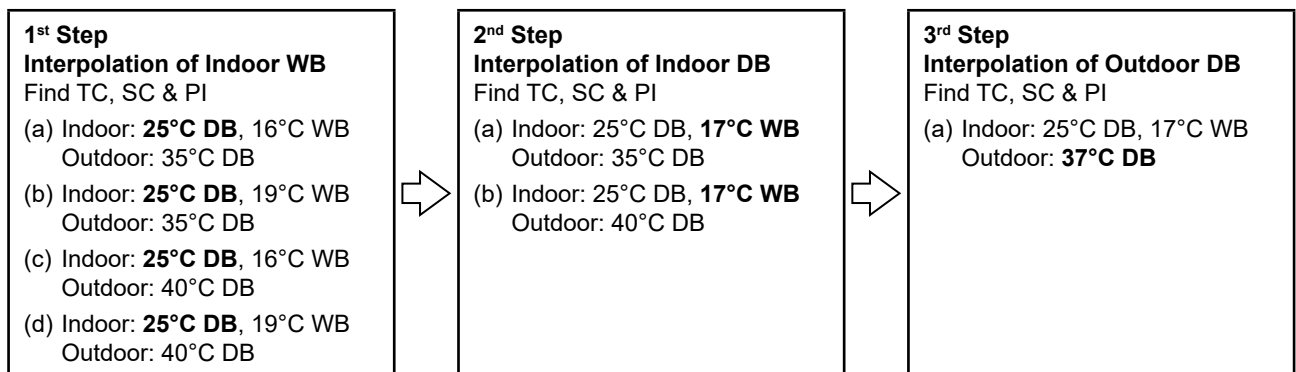 1st Step
Interpolation of Indoor WB
Find TC, SC & PI
(a) Indoor: 25°C DB, 16°C WB
Outdoor: 35°C DB
(b) Indoor: 25°C DB, 19°C WB
Outdoor: 35°C DB
(c) Indoor: 25°C DB, 16°C WB
Outdoor: 40°C DB
(d) Indoor: 25°C DB, 19°C WB
Outdoor: 40°C DB
2nd Step
Interpolation of Indoor DB
Find TC, SC & PI
(a) Indoor: 25°C DB, 17°C WB
Outdoor: 35°C DB
(b) Indoor: 25°C DB, 17°C WB
Outdoor: 40°C DB
3rd Step
Interpolation of Outdoor DB
Find TC, SC & PI
(a) Indoor: 25°C DB, 17°C WB
Outdoor: 37°C DB